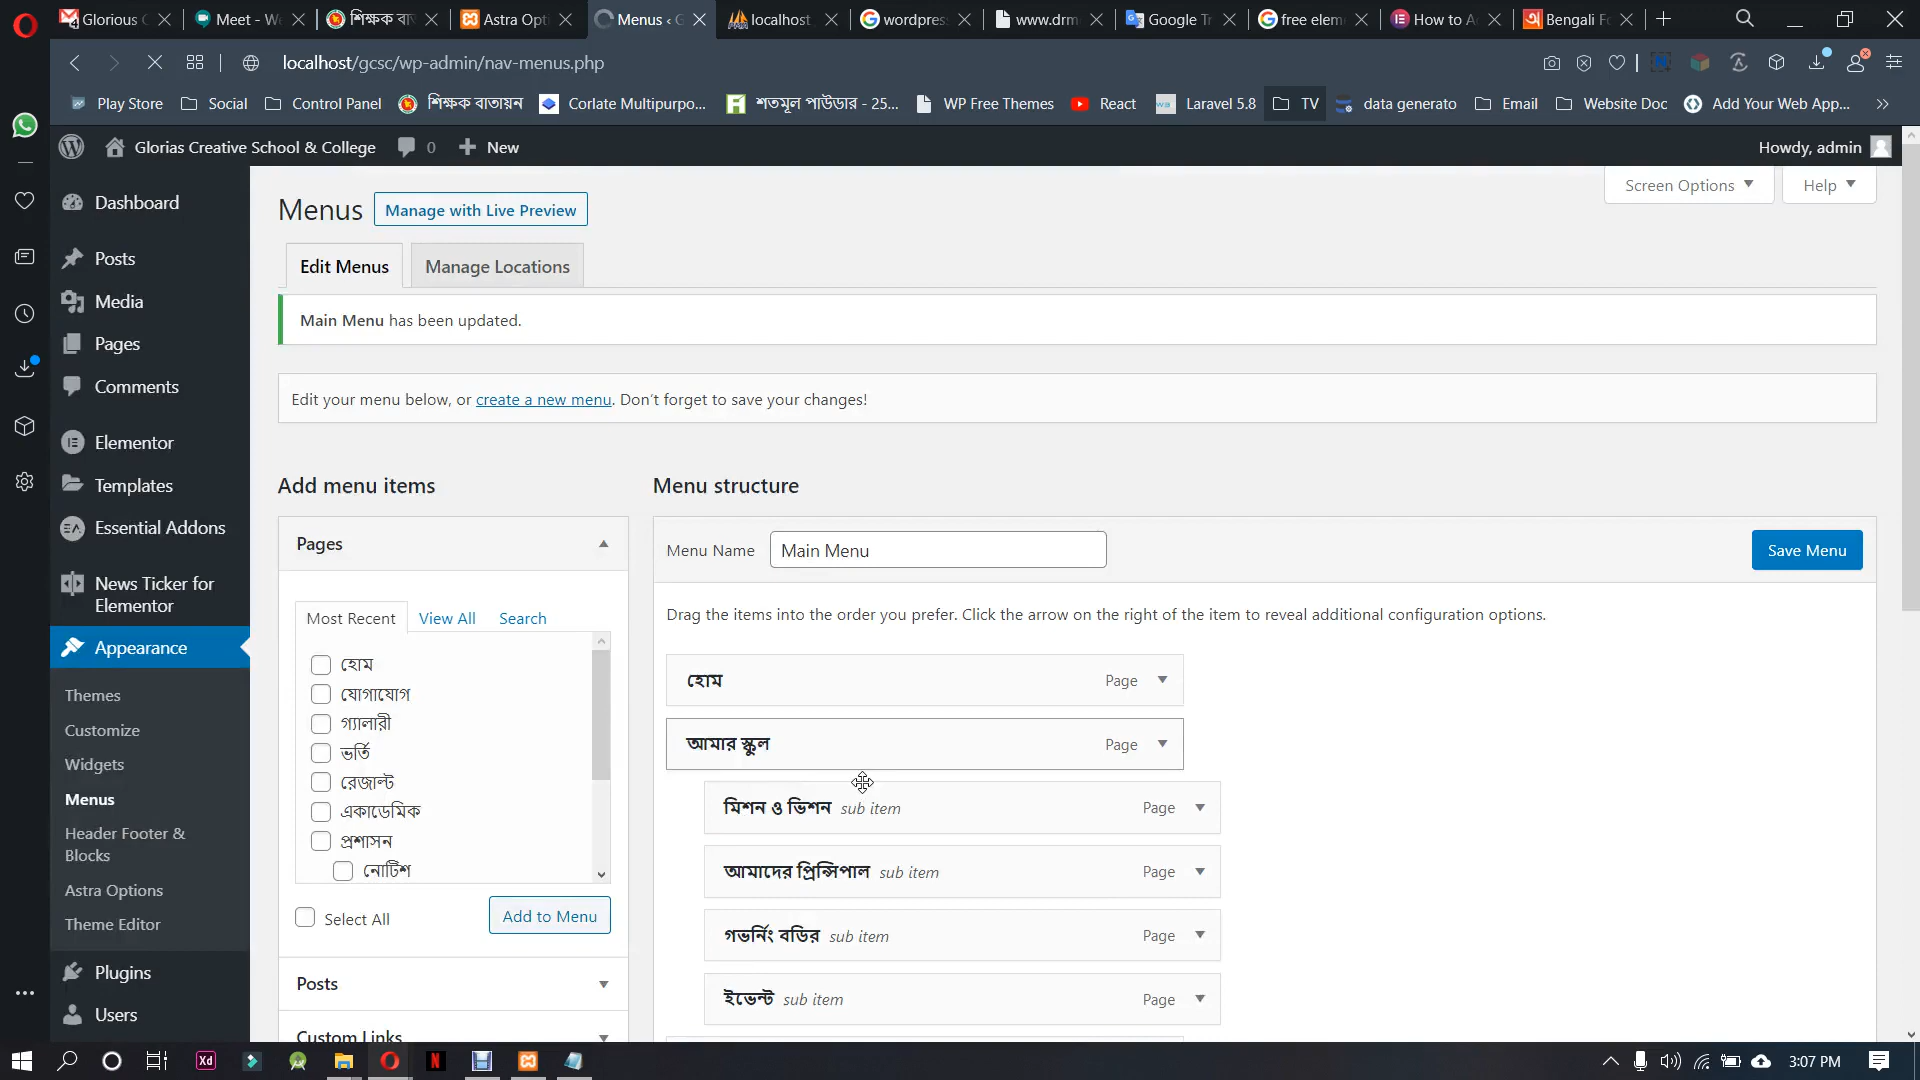 Glorious C
Meet - We
শিক্ষক বা
Astra Opti
Menus ‹ G
localhost
wordpres
www.drm
Google Tr
free elem
How to A
Bengali Fo
localhost/gcsc/wp-admin/nav-menus.php
Play Store
Social
Control Panel
শিক্ষক বাতায়ন
Corlate Multipurpo...
শতমূল পাউডার - 25...
WP Free Themes
React
Laravel 5.8
TV
data generato
Email
Website Doc
Add Your Web App...
Glorias Creative School & College
0
New
Howdy, admin
Dashboard
Posts
Media
Pages
Comments
Elementor
Templates
Essential Addons
News Ticker for
Elementor
Appearance
Themes
Customize
Widgets
Menus
Header Footer &
Blocks
Astra Options
Theme Editor
Plugins
Users
Screen Options
Help
Menus
Manage with Live Preview
Edit Menus
Manage Locations
Main Menu has been updated.
Edit your menu below, or create a new menu. Don't forget to save your changes!
Add menu items
Pages
Most Recent
View All
Search
হোম
যোগাযোগ
গ্যালারী
ভর্তি
রেজাল্ট
একাডেমিক
প্রশাসন
নোটিশ
Select All
Add to Menu
Posts
Custom Links
Menu structure
Menu Name
Main Menu
Save Menu
Drag the items into the order you prefer. Click the arrow on the right of the item to reveal additional configuration options.
হোম
Page
আমার স্কুল
Page
মিশন ও ভিশন sub item
Page
আমাদের প্রিন্সিপাল sub item
Page
গভর্নিং বডির sub item
Page
ইভেন্ট sub item
Page
3:07 PM